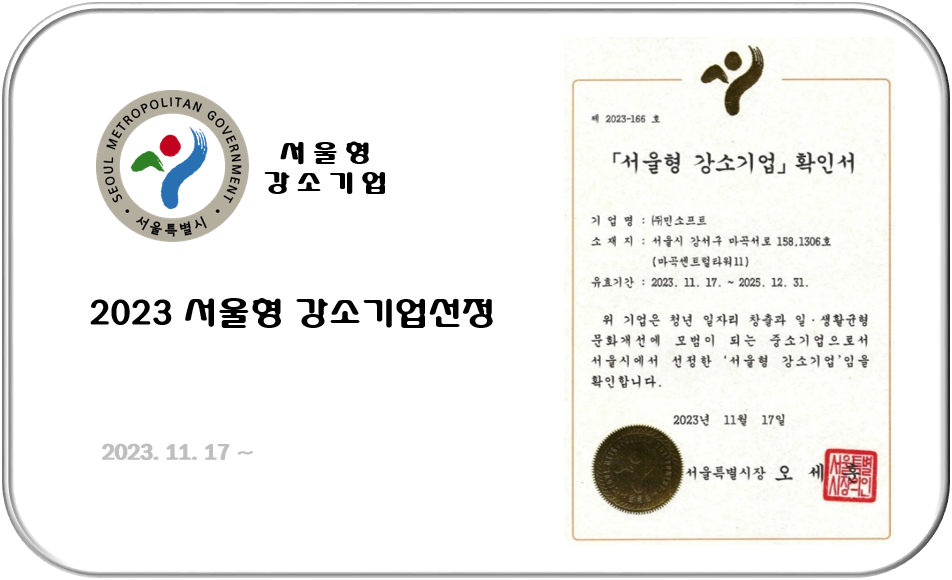 SEOUL METROPOLITAN GOVERNMENT
서울특별시
서울형
강소기업
2023 서울형 강소기업선정
2023. 11. 17 ~
제 2023-166 호
「서울형 강소기업」확인서
기 업 명 : ㈜민소프트
소 재 지 : 서울시 강서구 마곡서로 158,1306호
(마곡센트럴타워11)
유효기간 : 2023. 11. 17. ~ 2025. 12. 31.
위 기업은 청년 일자리 창출과 일·생활균형
문화개선에 모범이 되는 중소기업으로서
서울시에서 선정한 ‘서울형 강소기업’임을
확인합니다.
2023년 11월 17일
서울특별시장 오 세 훈
서울특별
시장의인